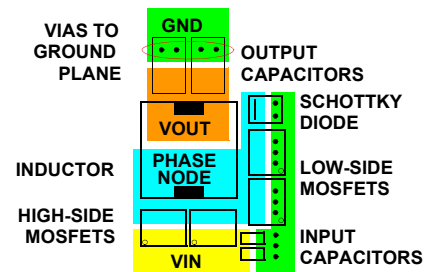 VIAS TO
GROUND
PLANE
GND
OUTPUT
CAPACITORS
SCHOTTKY
DIODE
VOUT
INDUCTOR
PHASE
NODE
LOW-SIDE
MOSFETS
HIGH-SIDE
MOSFETS
VIN
INPUT
CAPACITORS